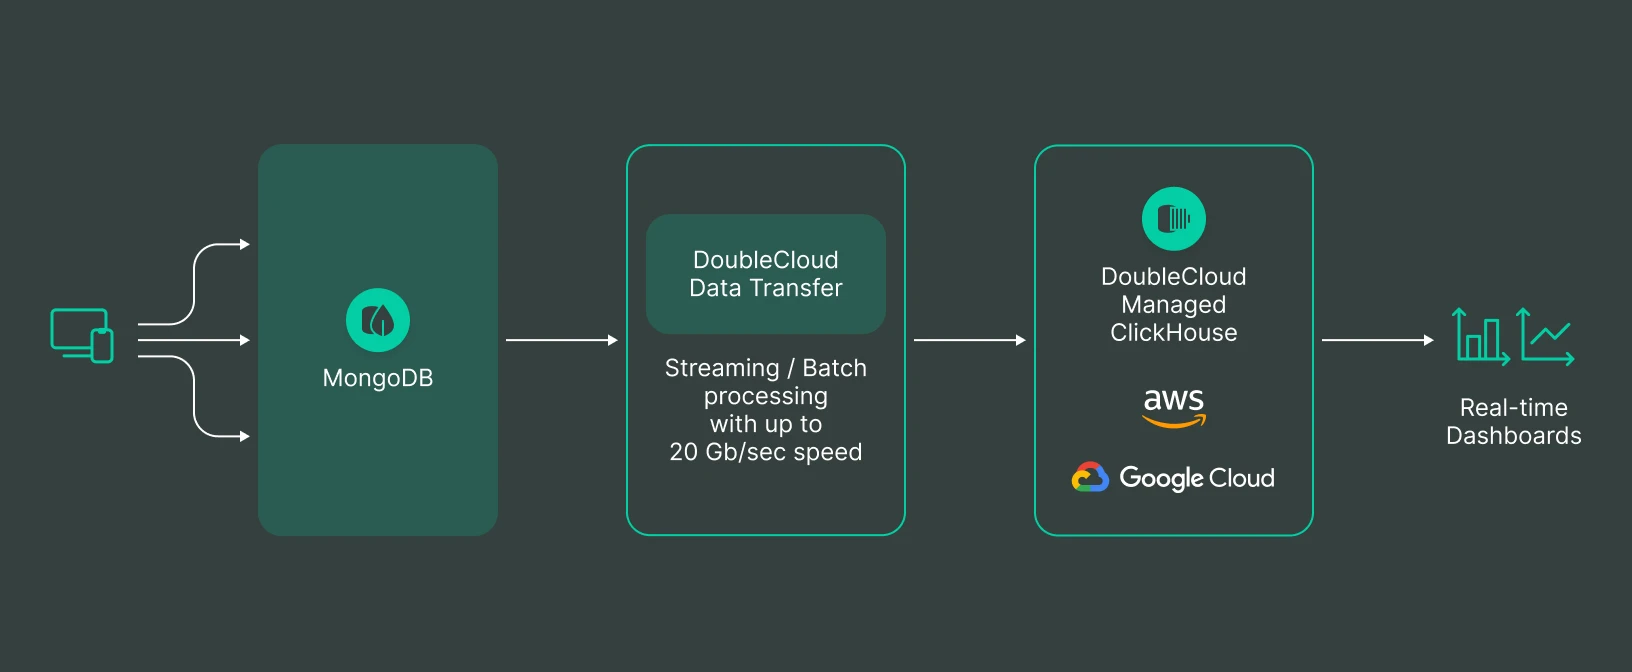 MongoDB
DoubleCloud
Data Transfer
Streaming / Batch
processing
with up to
20 Gb/sec speed
DoubleCloud
Managed
ClickHouse
aws
Google Cloud
Real-time
Dashboards